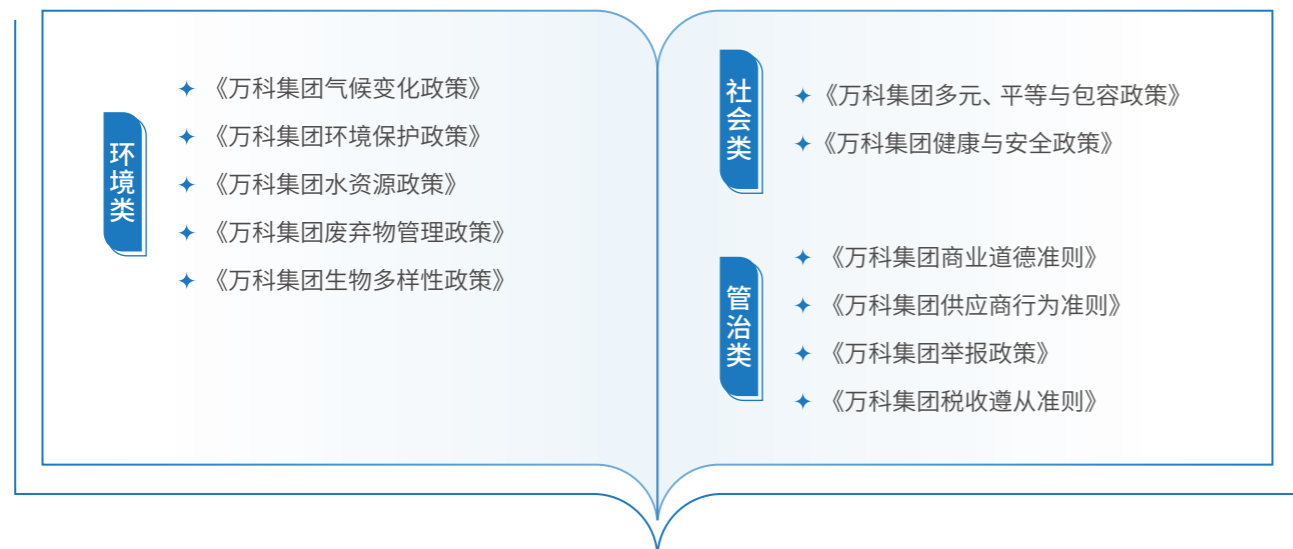 环境类
《万科集团气候变化政策》
《万科集团环境保护政策》
《万科集团水资源政策》
《万科集团废弃物管理政策》
《万科集团生物多样性政策》
社会类
《万科集团多元、平等与包容政策》
《万科集团健康与安全政策》
管治类
《万科集团商业道德准则》
《万科集团供应商行为准则》
《万科集团举报政策》
《万科集团税收遵从准则》